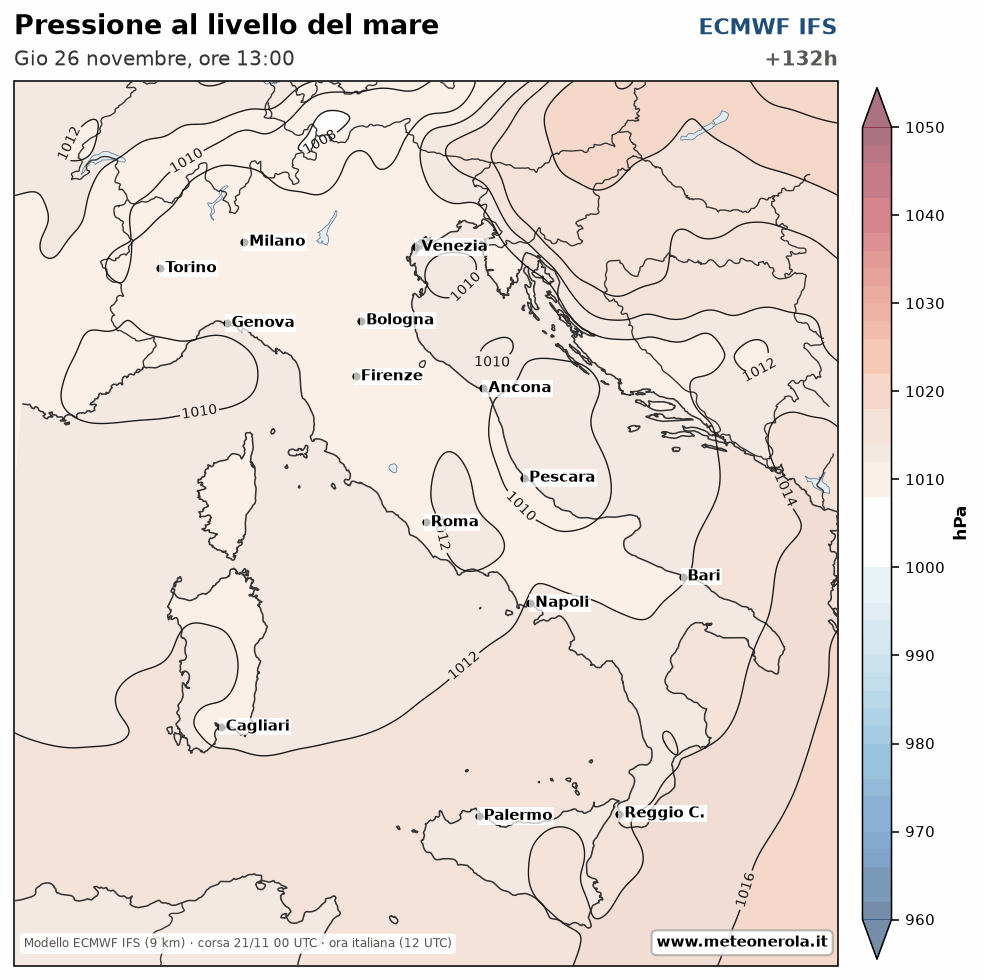 Pressione al livello del mare
ECMWF IFS
Gio 26 novembre, ore 13:00
+132h
1012
1008
1010
Milano
Venezia
Torino
1010
Bologna
Genova
1010
1012
Firenze
Ancona
1010
Pescara
1014
1010
Roma
012
Bari
Napoli
1012
Cagliari
Palermo
Reggio C.
1016
Modello ECMWF IFS (9 km) · corsa 21/11 00 UTC · ora italiana (12 UTC)
www.meteonerola.it
1050
1040
1030
1020
1010
1000
990
980
970
960
hPa